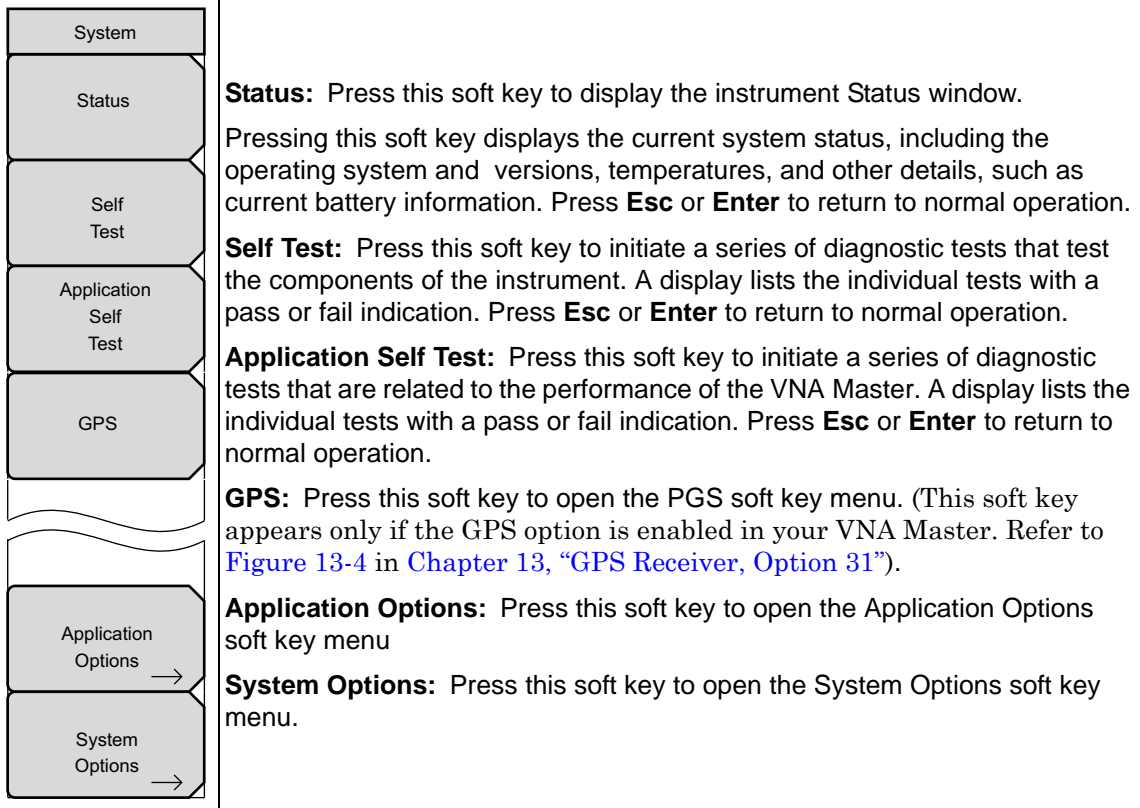 System
Status
Self
Test
Application
Self
Test
GPS
Application
Options
System
Options
Status: Press this soft key to display the instrument Status window.
Pressing this soft key displays the current system status, including the
operating system and versions, temperatures, and other details, such as
current battery information. Press Esc or Enter to return to normal operation.
Self Test: Press this soft key to initiate a series of diagnostic tests that test
the components of the instrument. A display lists the individual tests with a
pass or fail indication. Press Esc or Enter to return to normal operation.
Application Self Test: Press this soft key to initiate a series of diagnostic
tests that are related to the performance of the VNA Master. A display lists the
individual tests with a pass or fail indication. Press Esc or Enter to return to
normal operation.
GPS: Press this soft key to open the PGS soft key menu. (This soft key
appears only if the GPS option is enabled in your VNA Master. Refer to
Figure 13-4 in Chapter 13, “GPS Receiver, Option 31”).
Application Options: Press this soft key to open the Application Options
soft key menu
System Options: Press this soft key to open the System Options soft key
menu.